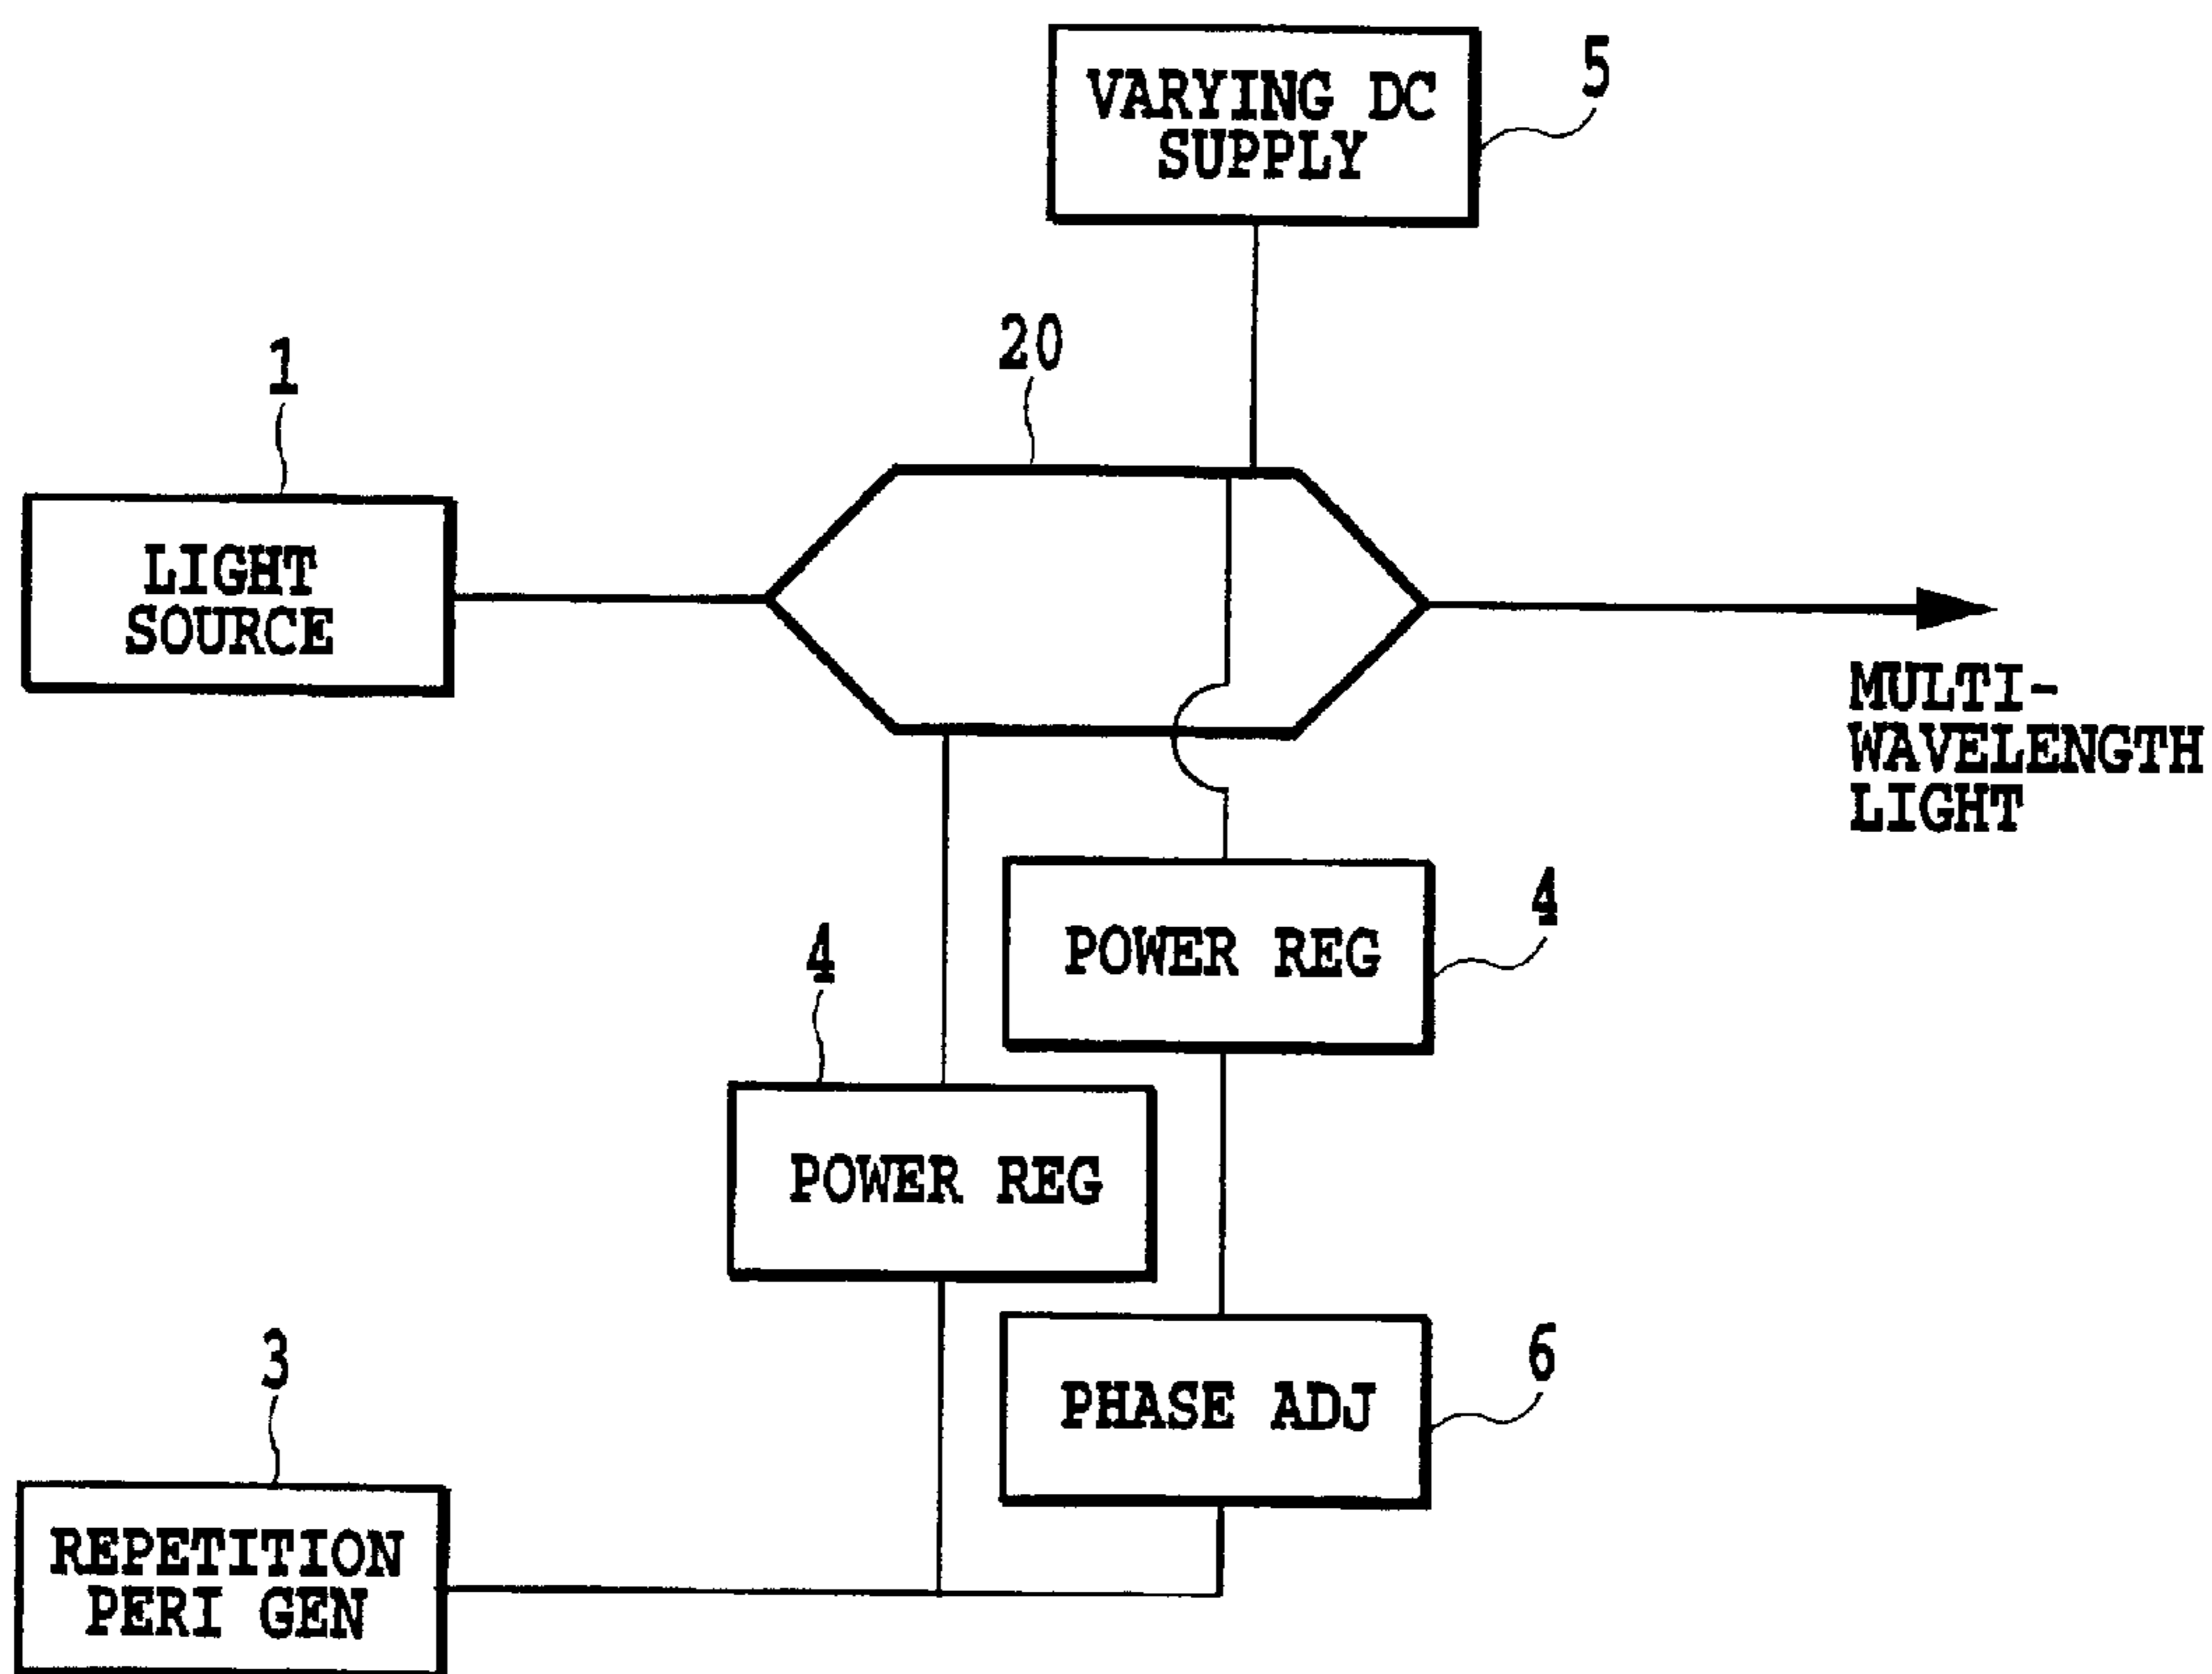 VARYING DC
SUPPLY
5
20
1
LIGHT
SOURCE
MULTI-
WAVELENGTH
LIGHT
POWER REG
4
4
POWER REG
PHASE ADJ
6
3
REPETITION
PERI GEN